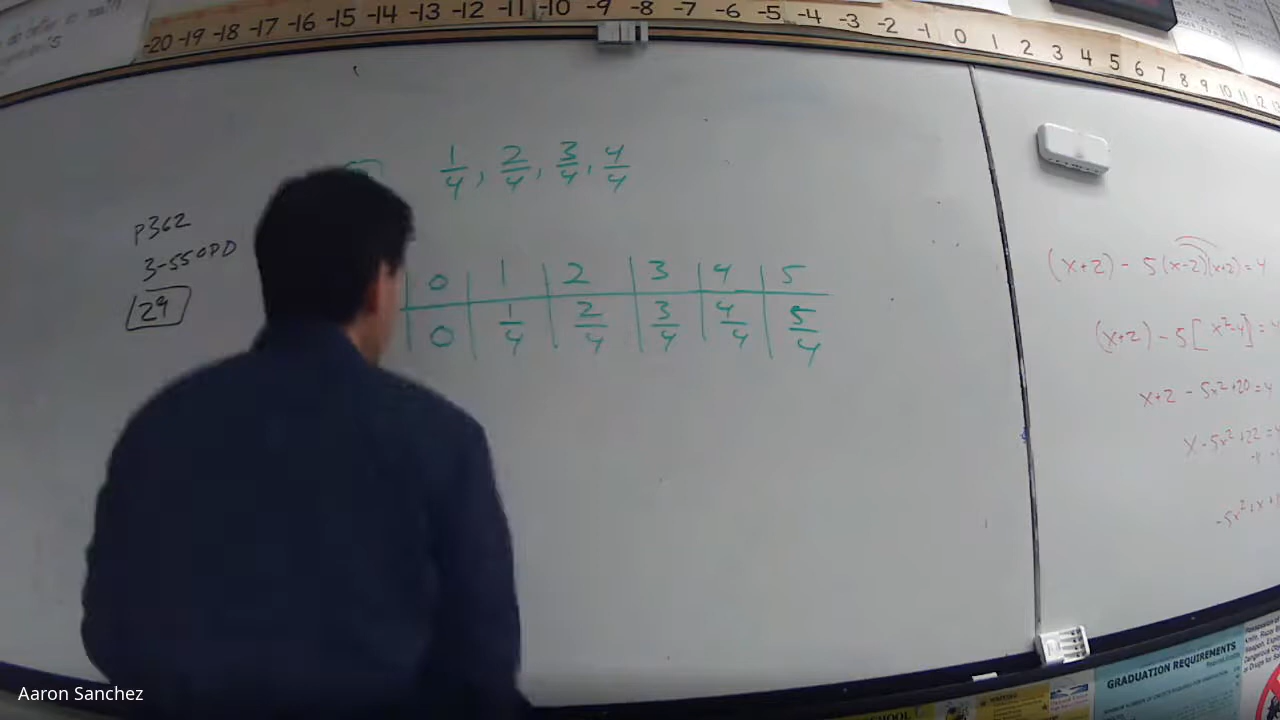 -20 -19 -18 -17 -16 -15 -14 -13 -12 -11 -10 -9 -8 -7 -6 -5 -4 -3 -2 -1 0 1 2 3 4 5 6 7 8 9 10 11 12
1/4, 2/4, 3/4, 4/4
P362
3-55 OPD
29
0 1 2 3 4 5
0 1/4 2/4 3/4 4/4 5/4
(x+2) - 5(x-2)(x+2) = 4
(x+2) - 5[x²-4] =
x+2 - 5x²+20 = 4
x - 5x² + 22 =
-5x² + x +
GRADUATION REQUIREMENTS
Aaron Sanchez